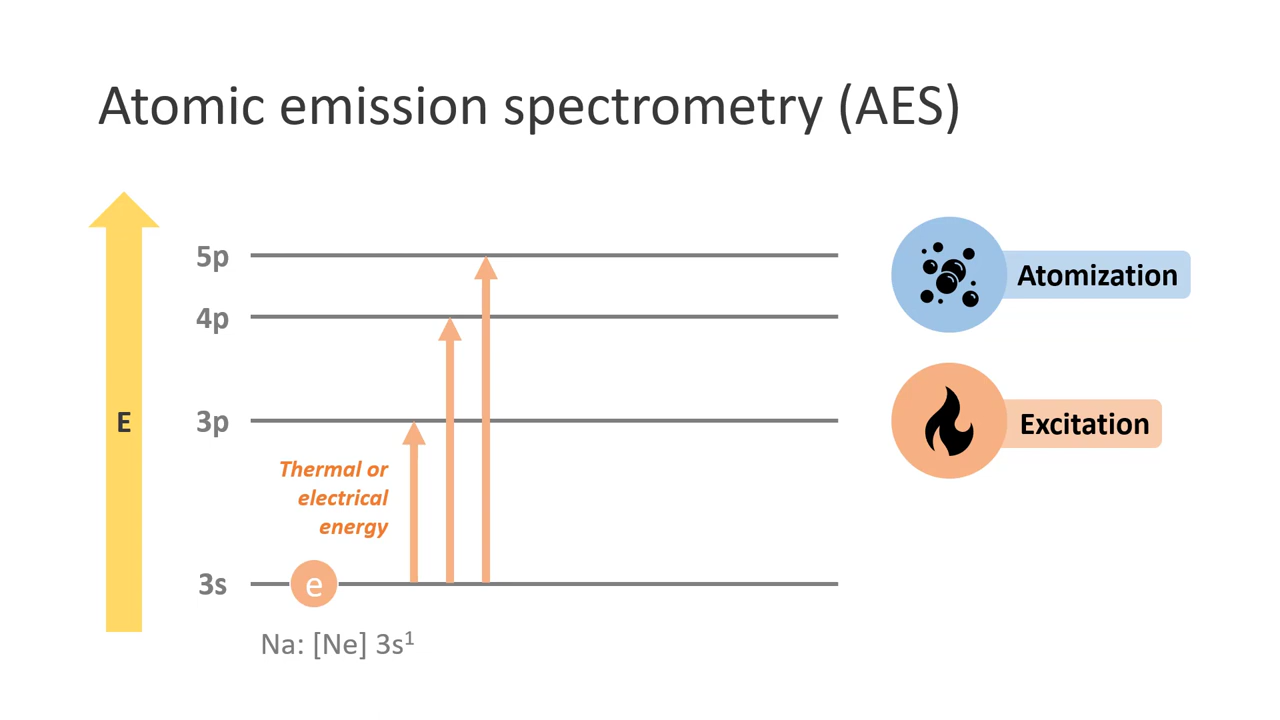 Atomic emission spectrometry (AES)
E
5p
4p
3p
3s
Thermal or
electrical
energy
e
Na: [Ne] 3s¹
Atomization
Excitation